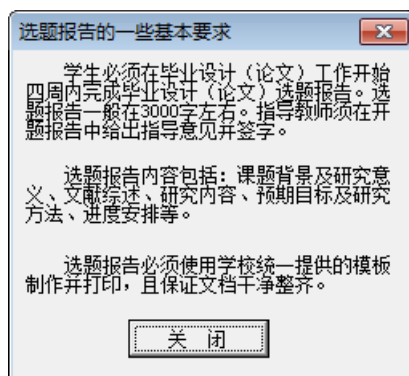 选题报告的一些基本要求
学生必须在毕业设计（论文）工作开始
四周内完成毕业设计（论文）选题报告。选
题报告一般在3000字左右。指导教师须在开
题报告中给出指导意见并签字。
选题报告内容包括：课题背景及研究意
义、文献综述、研究内容、预期目标及研究
方法、进度安排等。
选题报告必须使用学校统一提供的模板
制作并打印，且保证文档干净整齐。
关 闭